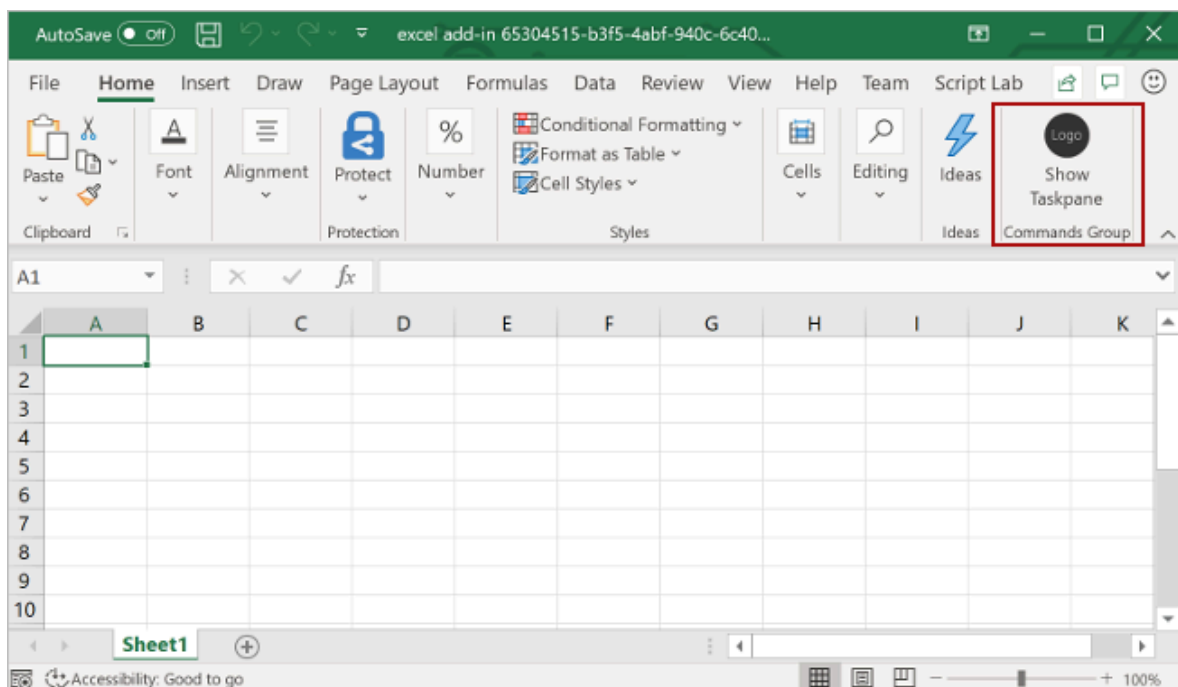 AutoSave Off excel add-in 65304515-b3f5-4abf-940c-6c40...
File Home Insert Draw Page Layout Formulas Data Review View Help Team Script Lab
Paste
Clipboard
Font
Alignment
Protect
Protection
%
Number
Conditional Formatting
Format as Table
Cell Styles
Styles
Cells
Editing
Ideas
Ideas
Logo
Show
Taskpane
Commands Group
A1 fx
A B C D E F G H I J K
1
2
3
4
5
6
7
8
9
10
Sheet1
Accessibility: Good to go 100%